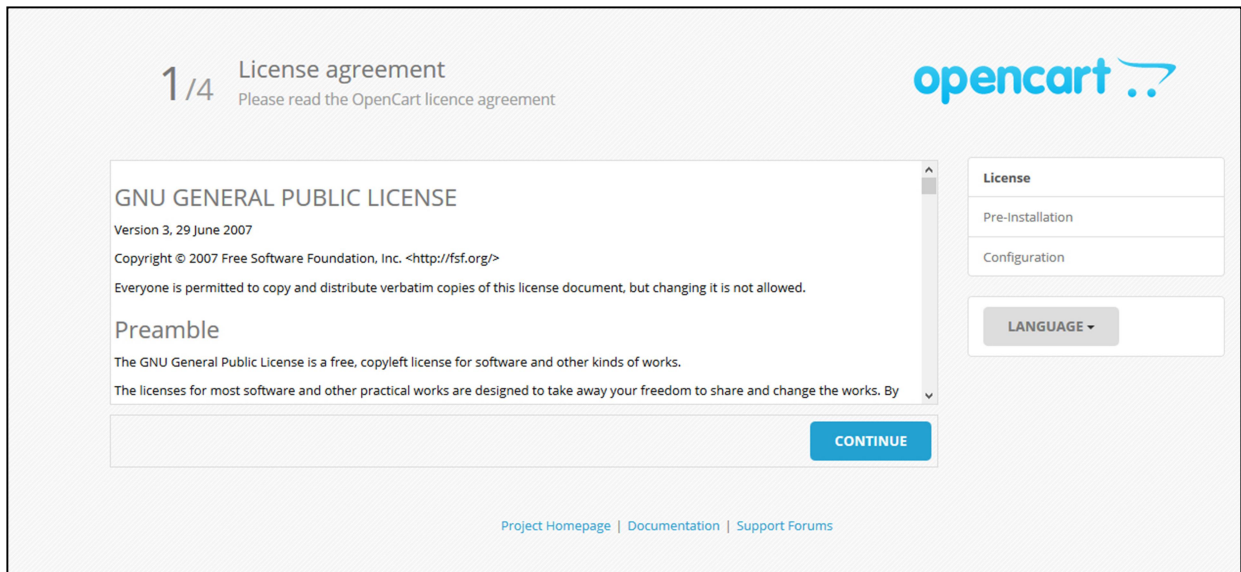 1/4
License agreement
Please read the OpenCart licence agreement
opencart
GNU GENERAL PUBLIC LICENSE
Version 3, 29 June 2007
Copyright © 2007 Free Software Foundation, Inc. <http://fsf.org/>
Everyone is permitted to copy and distribute verbatim copies of this license document, but changing it is not allowed.
Preamble
The GNU General Public License is a free, copyleft license for software and other kinds of works.
The licenses for most software and other practical works are designed to take away your freedom to share and change the works. By
CONTINUE
License
Pre-Installation
Configuration
LANGUAGE
Project Homepage | Documentation | Support Forums